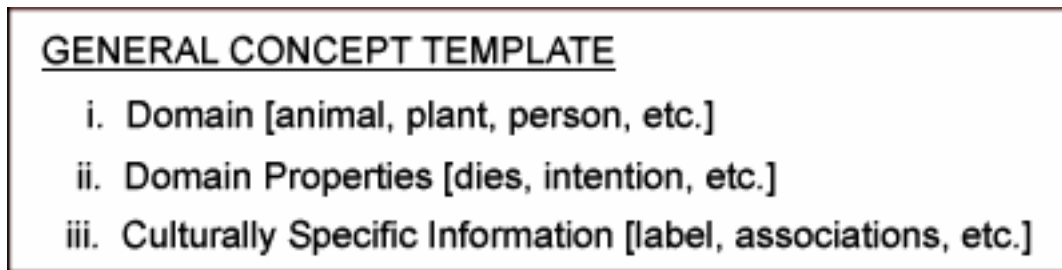 GENERAL CONCEPT TEMPLATE
i. Domain [animal, plant, person, etc.]
ii. Domain Properties [dies, intention, etc.]
iii. Culturally Specific Information [label, associations, etc.]